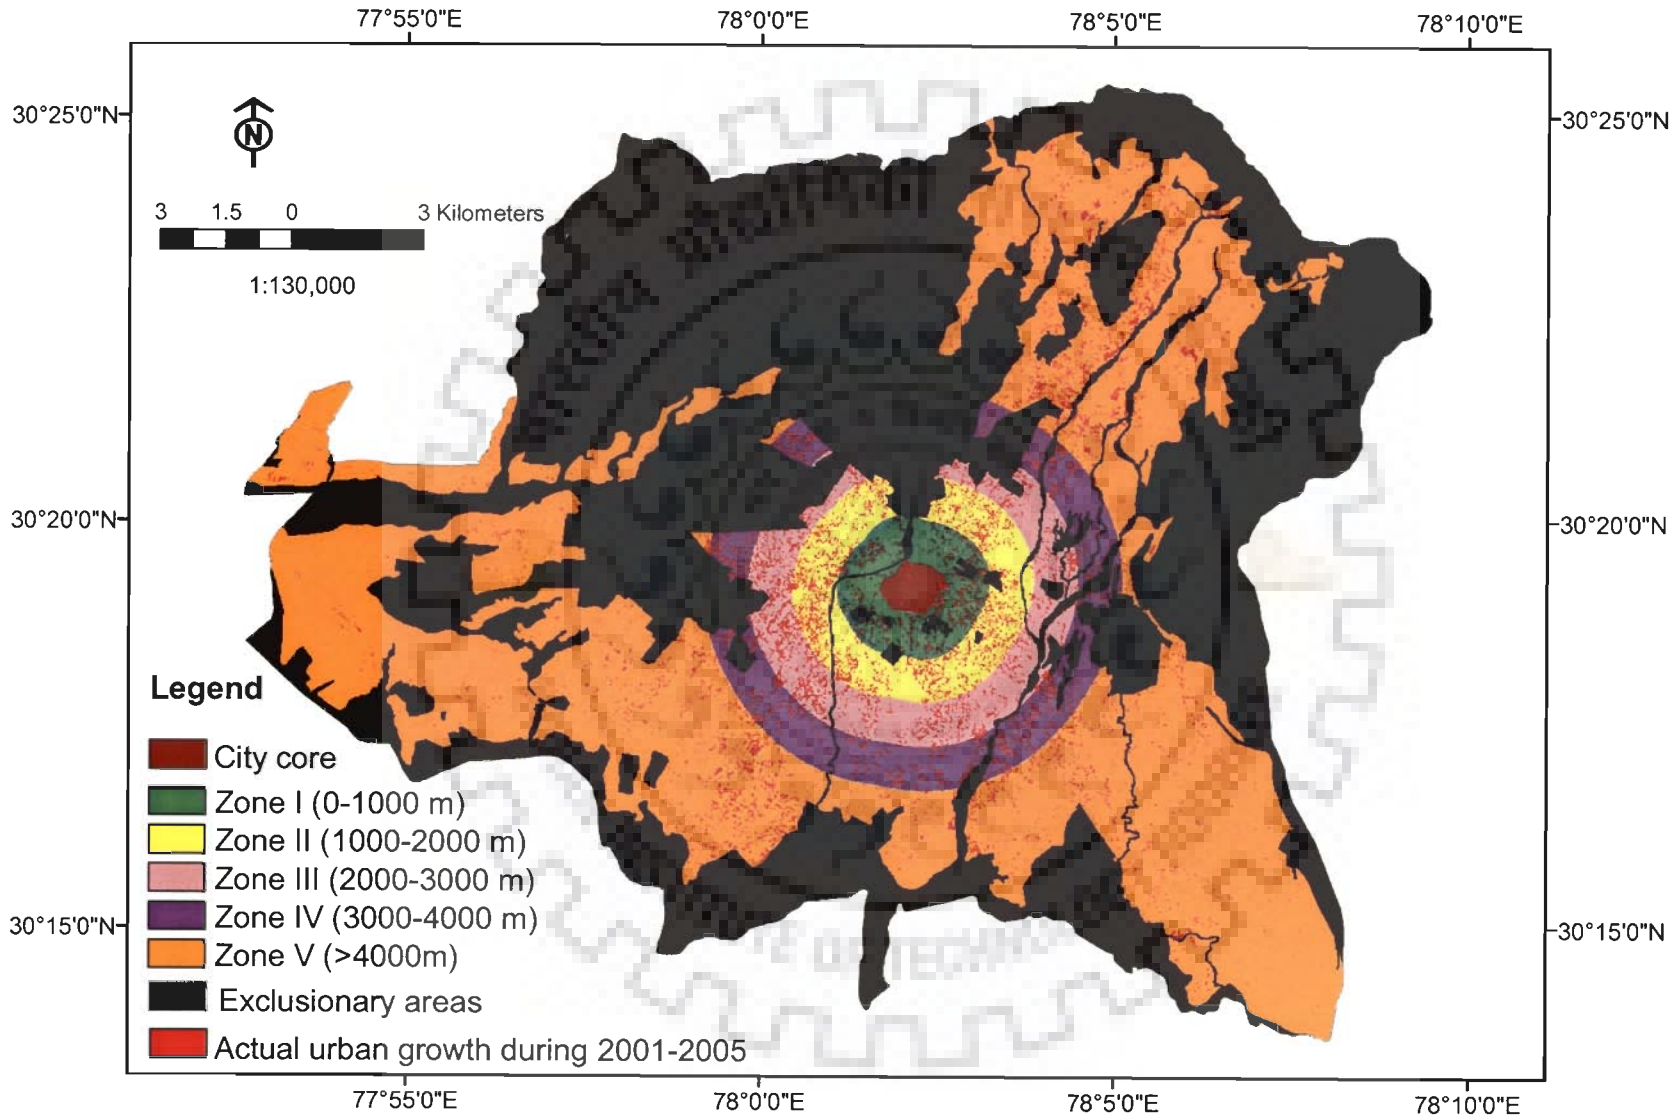 77°55'0"E 78°0'0"E 78°5'0"E 78°10'0"E
30°25'0"N 30°25'0"N
N
3 1.5 0 3 Kilometers
1:130,000
30°20'0"N 30°20'0"N
Legend
City core
Zone I (0-1000 m)
Zone II (1000-2000 m)
Zone III (2000-3000 m)
Zone IV (3000-4000 m)
30°15'0"N 30°15'0"N
Zone V (>4000m)
Exclusionary areas
Actual urban growth during 2001-2005
77°55'0"E 78°0'0"E 78°5'0"E 78°10'0"E